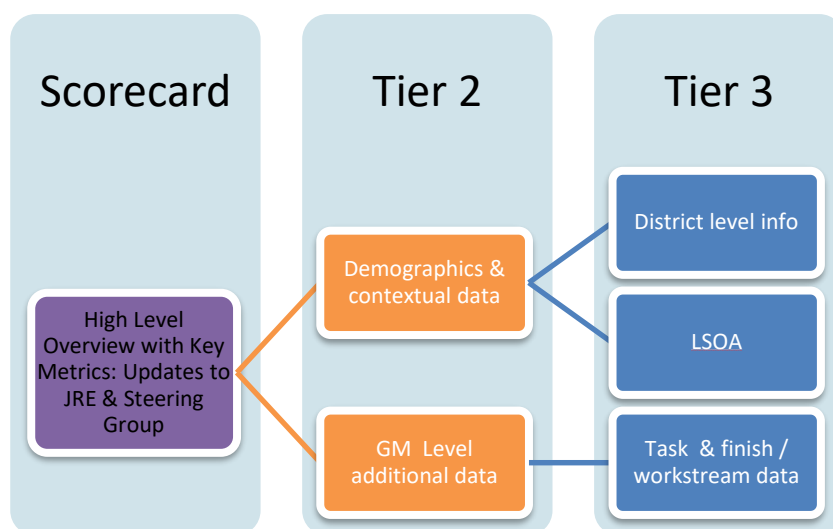 Scorecard
Tier 2
Tier 3
High Level
Overview with Key
Metrics: Updates to
JRE & Steering
Group
Demographics &
contextual data
GM  Level
additional data
District level info
LSOA
Task  & finish /
workstream data